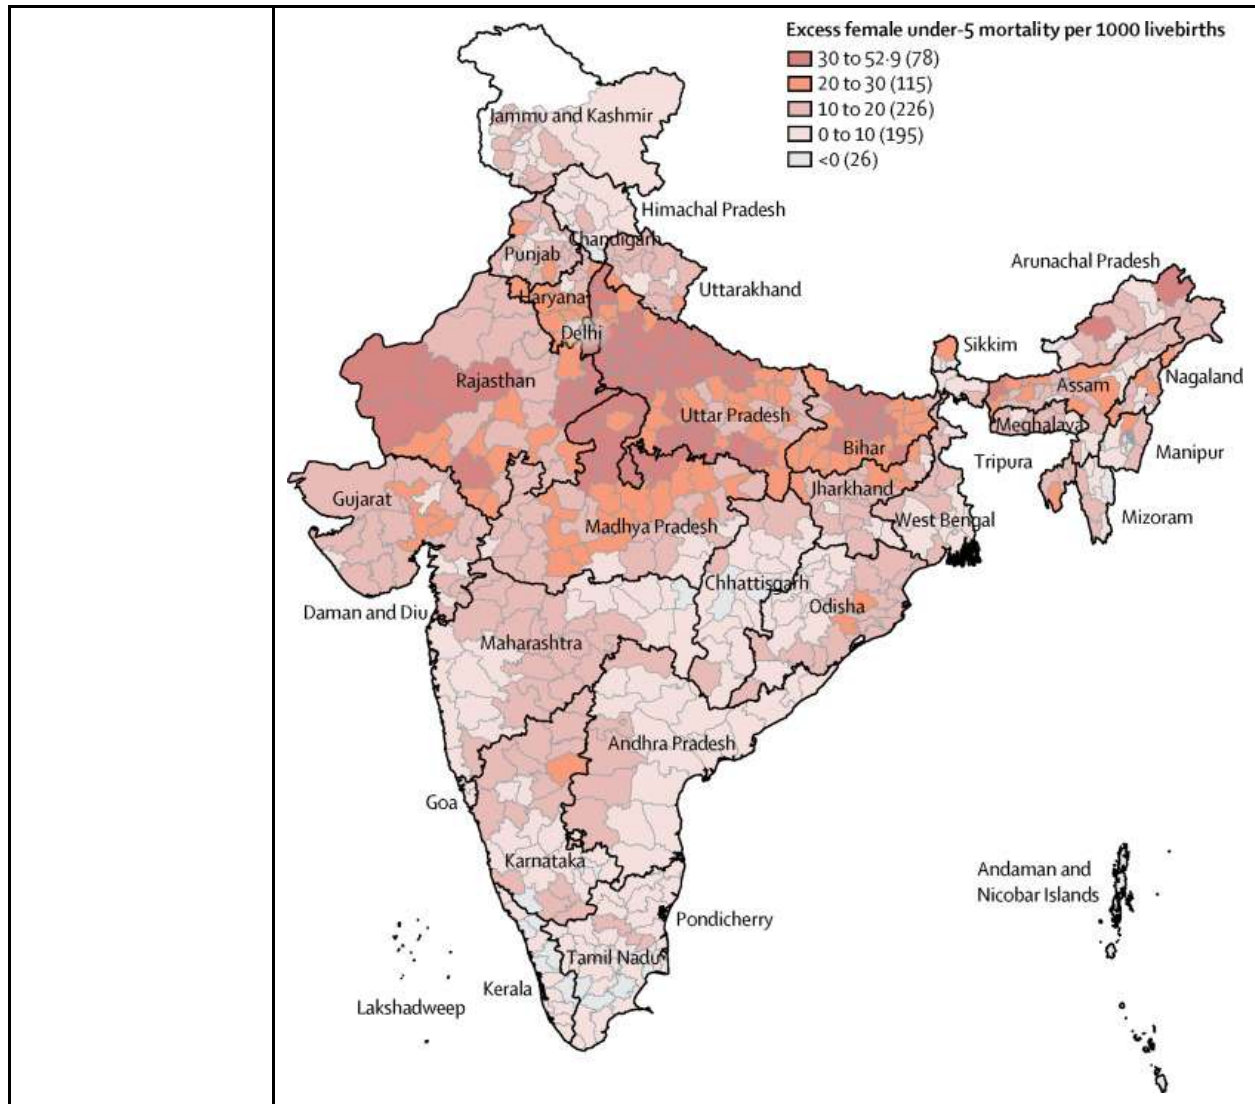 Excess female under-5 mortality per 1000 livebirths
30 to 52·9 (78)
20 to 30 (115)
10 to 20 (226)
0 to 10 (195)
<0 (26)
Jammu and Kashmir
Himachal Pradesh
Chandigarh
Punjab
Uttarakhand
Arunachal Pradesh
Haryana
Delhi
Sikkim
Rajasthan
Assam
Nagaland
Uttar Pradesh
Meghalaya
Bihar
Manipur
Tripura
Gujarat
Jharkhand
Mizoram
Madhya Pradesh
West Bengal
Chhattisgarh
Daman and Diu
Odisha
Maharashtra
Andhra Pradesh
Goa
Karnataka
Andaman and
Nicobar Islands
Pondicherry
Tamil Nadu
Kerala
Lakshadweep